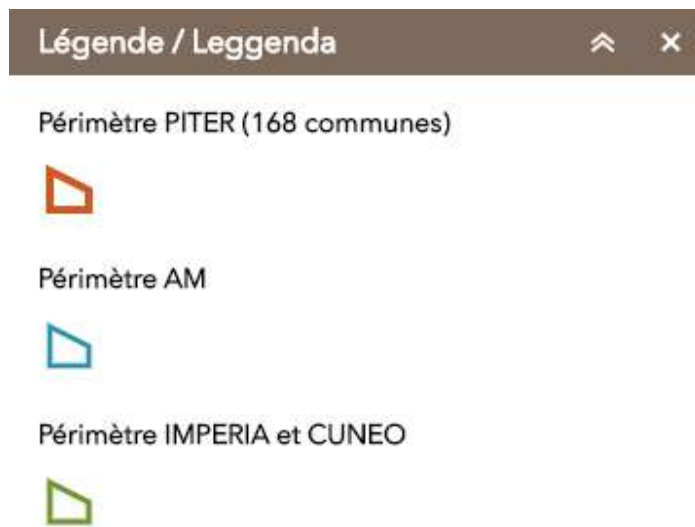 Légende / Leggenda
Périmètre PITER (168 communes)
Périmètre AM
Périmètre IMPERIA et CUNEO